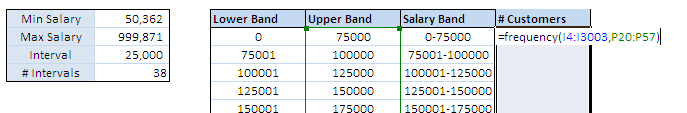 Min Salary 50,362
Max Salary 999,871
Interval 25,000
# Intervals 38
Lower Band Upper Band Salary Band # Customers
0 75000 0-75000 =frequency(I4:I3003,P20:P57)
75001 100000 75001-100000
100001 125000 100001-125000
125001 150000 125001-150000
150001 175000 150001-175000